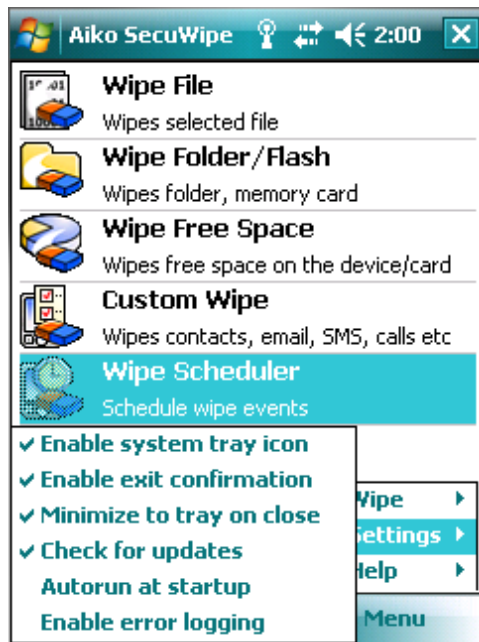 Aiko SecuWipe 2:00
Wipe File
Wipes selected file
Wipe Folder/Flash
Wipes folder, memory card
Wipe Free Space
Wipes free space on the device/card
Custom Wipe
Wipes contacts, email, SMS, calls etc
Wipe Scheduler
Schedule wipe events
Enable system tray icon
Enable exit confirmation
Minimize to tray on close
Check for updates
Autorun at startup
Enable error logging
Wipe
Settings
Help
Menu